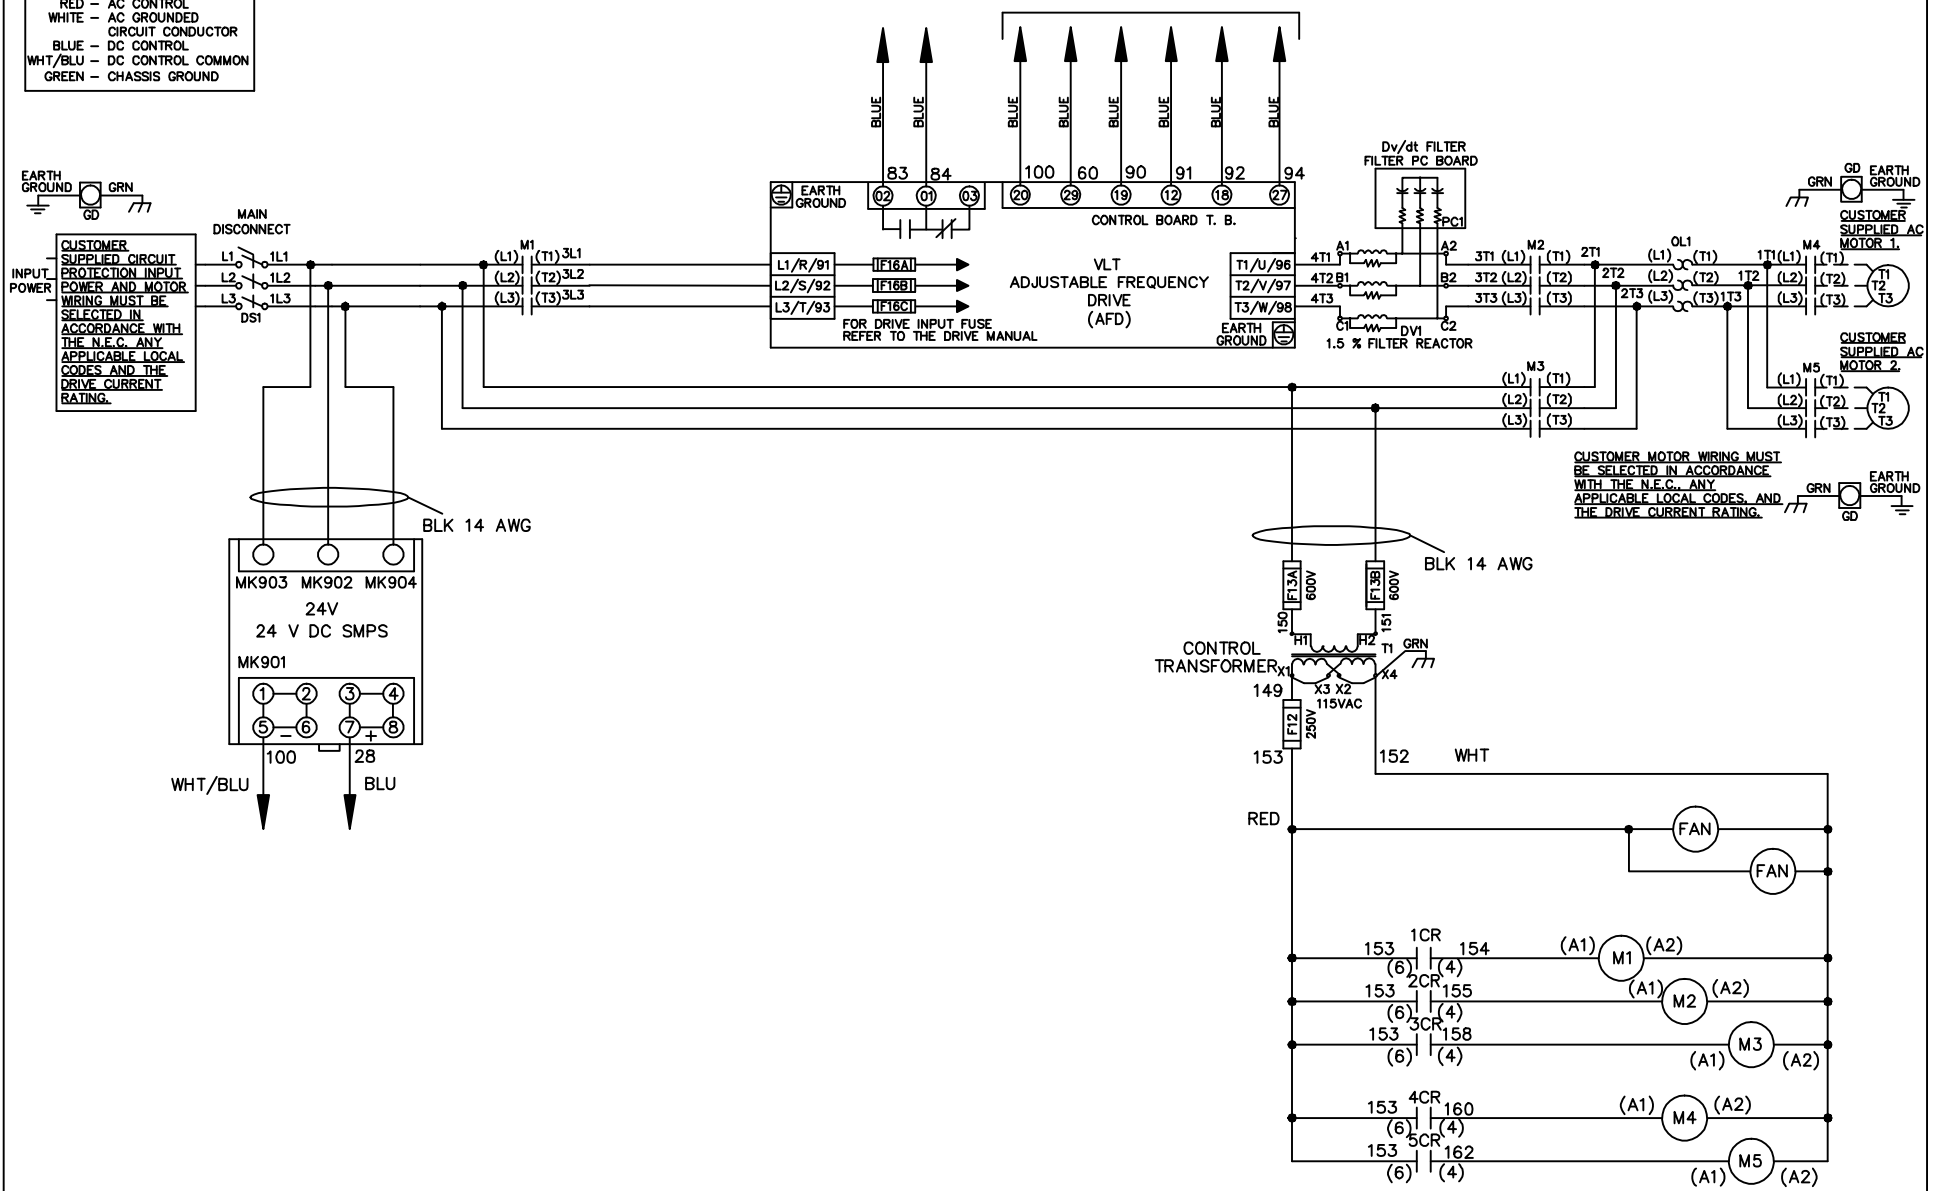 RED – AC CONTROL
WHITE – AC GROUNDED
CIRCUIT CONDUCTOR
BLUE – DC CONTROL
WHT/BLU – DC CONTROL COMMON
GREEN – CHASSIS GROUND
BLUE
BLUE
BLUE
BLUE
BLUE
BLUE
BLUE
BLUE
83
84
100
60
90
91
92
94
EARTH
GROUND
GRN
GD
MAIN
DISCONNECT
CUSTOMER
SUPPLIED CIRCUIT
PROTECTION INPUT
POWER AND MOTOR
WIRING MUST BE
SELECTED IN
ACCORDANCE WITH
THE N.E.C. ANY
APPLICABLE LOCAL
CODES AND THE
DRIVE CURRENT
RATING.
INPUT
POWER
L1 1L1
L2 1L2
L3 1L3
DS1
M1
(L1) (T1) 3L1
(L2) (T2) 3L2
(L3) (T3) 3L3
EARTH
GROUND
02 01 03
20 29 19 12 18 27
CONTROL BOARD T. B.
L1/R/91
L2/S/92
L3/T/93
F16A
F16B
F16C
FOR DRIVE INPUT FUSE
REFER TO THE DRIVE MANUAL
VLT
ADJUSTABLE FREQUENCY
DRIVE
(AFD)
T1/U/96
T2/V/97
T3/W/98
EARTH
GROUND
Dv/dt FILTER
FILTER PC BOARD
PC1
4T1 A1 A2
4T2 B1 B2
4T3
C1 DV1 C2
1.5 % FILTER REACTOR
M2
3T1 (L1) (T1) 2T1
3T2 (L2) (T2) 2T2
3T3 (L3) (T3) 2T3
OL1
(L1) (T1) 1T1
(L2) (T2) 1T2
(L3) (T3) 1T3
M4
(L1) (T1)
(L2) (T2)
(L3) (T3)
T1
T2
T3
GD
GRN
EARTH
GROUND
CUSTOMER
SUPPLIED AC
MOTOR 1.
CUSTOMER
SUPPLIED AC
MOTOR 2.
M3
(L1) (T1)
(L2) (T2)
(L3) (T3)
M5
(L1) (T1)
(L2) (T2)
(L3) (T3)
T1
T2
T3
CUSTOMER MOTOR WIRING MUST
BE SELECTED IN ACCORDANCE
WITH THE N.E.C., ANY
APPLICABLE LOCAL CODES, AND
THE DRIVE CURRENT RATING.
GRN
EARTH
GROUND
GD
BLK 14 AWG
MK903 MK902 MK904
24V
24 V DC SMPS
MK901
1 2 3 4
5 6 7 8
– +
100
28
WHT/BLU
BLU
BLK 14 AWG
F13A
600V
F13B
600V
150
151
H1 H2
T1
GRN
CONTROL
TRANSFORMER
X1 X3 X2 X4
115VAC
149
F12
250V
153
152
WHT
RED
FAN
FAN
1CR
153 154 (A1) M1 (A2)
(6) (4)
2CR
153 155 (A1) M2 (A2)
(6) (4)
3CR
153 158 M3
(6) (4) (A1) (A2)
4CR
153 160 (A1) M4 (A2)
(6) (4)
5CR
153 162 M5
(6) (4) (A1) (A2)